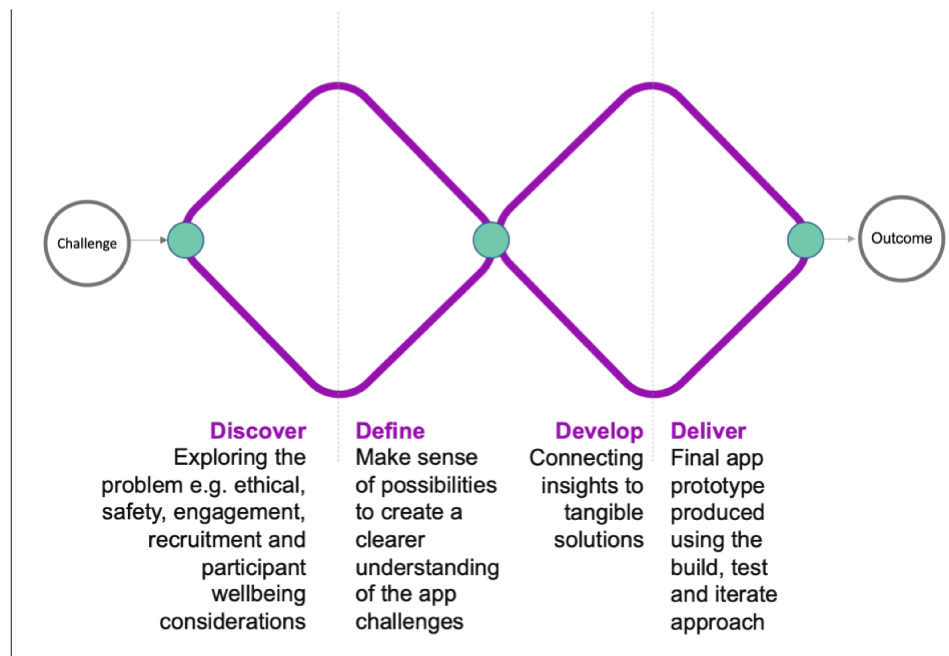 Challenge
Outcome
Discover
Exploring the
problem e.g. ethical,
safety, engagement,
recruitment and
participant
wellbeing
considerations
Define
Make sense
of possibilities
to create a
clearer
understanding
of the app
challenges
Develop
Connecting
insights to
tangible
solutions
Deliver
Final app
prototype
produced
using the
build, test
and iterate
approach